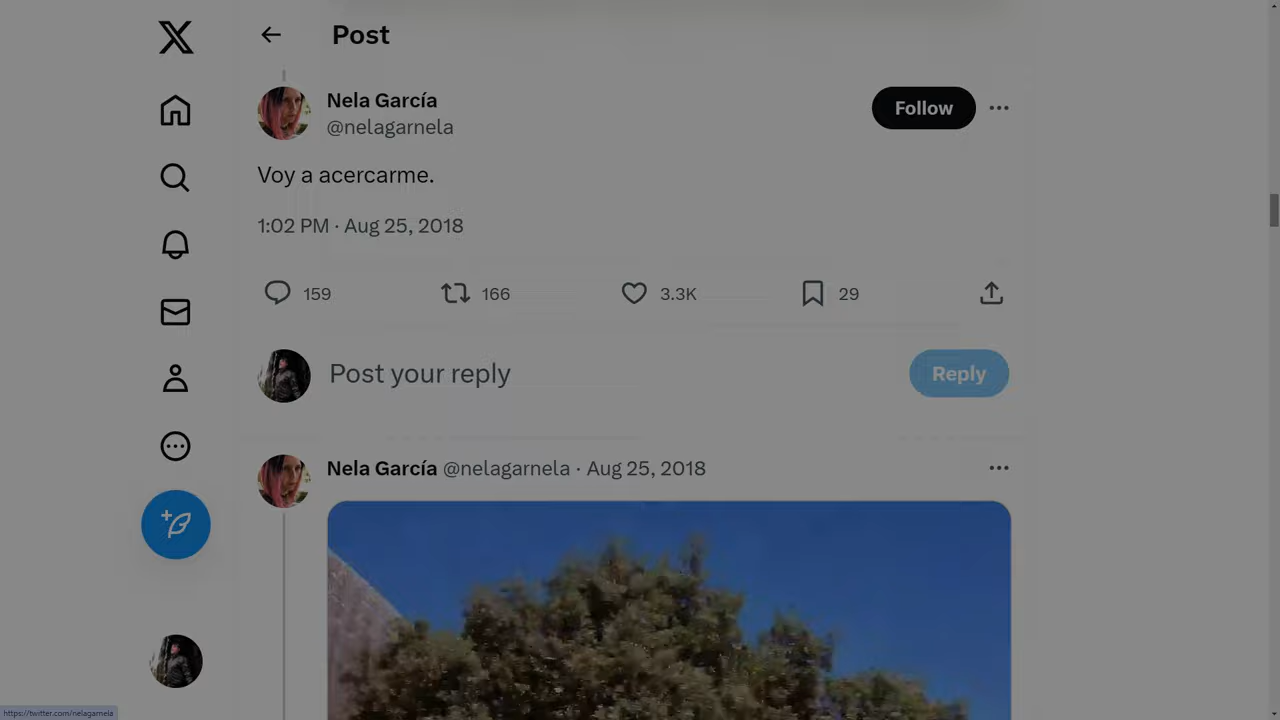 Post
Nela García
@nelagarnela
Follow
Voy a acercarme.
1:02 PM · Aug 25, 2018
159 166 3.3K 29
Post your reply
Reply
Nela García @nelagarnela · Aug 25, 2018
https://twitter.com/nelagarnela